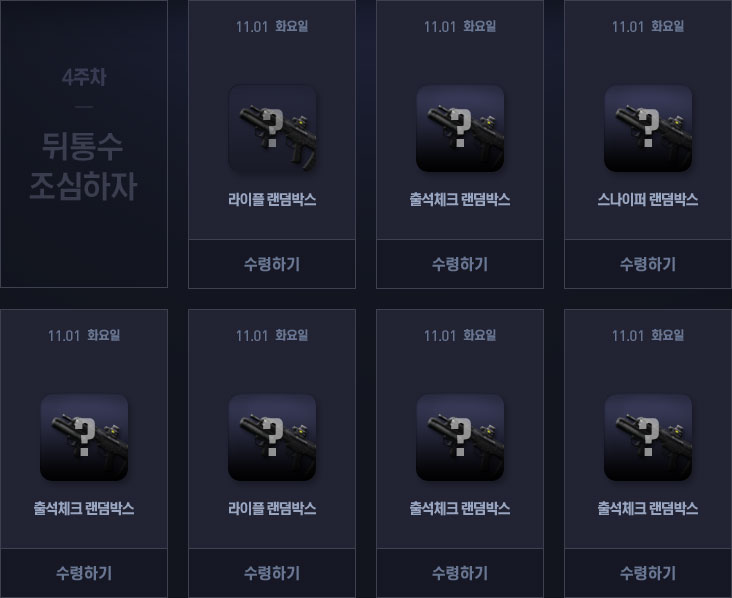 4주차
뒤통수
조심하자
11.01 화요일
라이플 랜덤박스
수령하기
11.01 화요일
출석체크 랜덤박스
수령하기
11.01 화요일
스나이퍼 랜덤박스
수령하기
11.01 화요일
출석체크 랜덤박스
수령하기
11.01 화요일
라이플 랜덤박스
수령하기
11.01 화요일
출석체크 랜덤박스
수령하기
11.01 화요일
출석체크 랜덤박스
수령하기